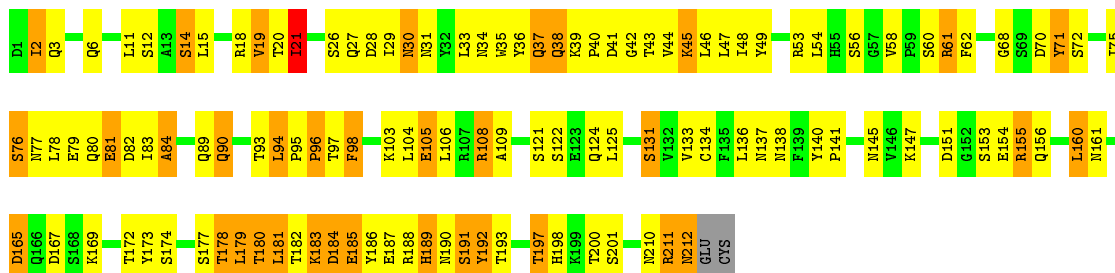 D1 I2 Q3 Q6 L11 S12 A13 S14 L15 R18 V19 T20 I21 S26 Q27 D28 I29 N30 N31 Y32 L33 N34 W35 Y36 Q37 Q38 K39 P40 D41 G42 T43 V44 K45 L46 L47 I48 Y49 R53 L54 H55 S56 G57 V58 P59 S60 R61 F62 G68 S69 D70 Y71 S72 I75
S76 N77 L78 E79 Q80 E81 D82 I83 A84 Q89 Q90 T93 L94 P95 P96 T97 F98 K103 L104 E105 L106 R107 R108 A109 S121 S122 E123 Q124 L125 S131 V132 V133 C134 F135 L136 N137 N138 F139 Y140 P141 N145 V146 K147 D151 G152 S153 E154 R155 Q156 L160 N161
D165 Q166 D167 S168 K169 T172 Y173 S174 S177 T178 L179 T180 L181 T182 K183 D184 E185 Y186 E187 R188 H189 N190 S191 Y192 T193 T197 H198 K199 T200 S201 N210 R211 N212 GLU CYS